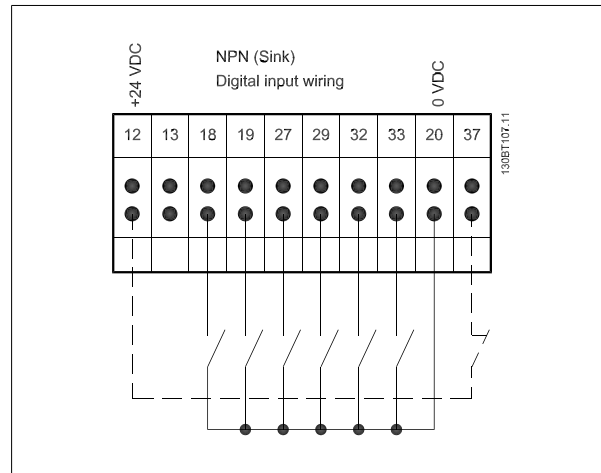 NPN (Sink)
Digital input wiring
+24 VDC
0 VDC
12 13 18 19 27 29 32 33 20 37
130BT107.11